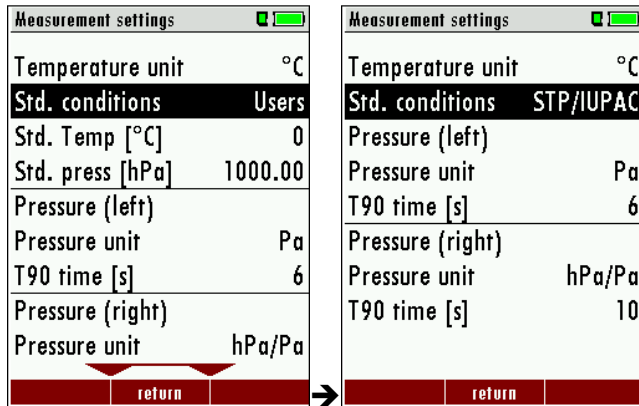 Measurement settings
Temperature unit °C
Std. conditions Users
Std. Temp [°C] 0
Std. press [hPa] 1000.00
Pressure (left)
Pressure unit Pa
T90 time [s] 6
Pressure (right)
Pressure unit hPa/Pa
return
Measurement settings
Temperature unit °C
Std. conditions STP/IUPAC
Pressure (left)
Pressure unit Pa
T90 time [s] 6
Pressure (right)
Pressure unit hPa/Pa
T90 time [s] 10
return